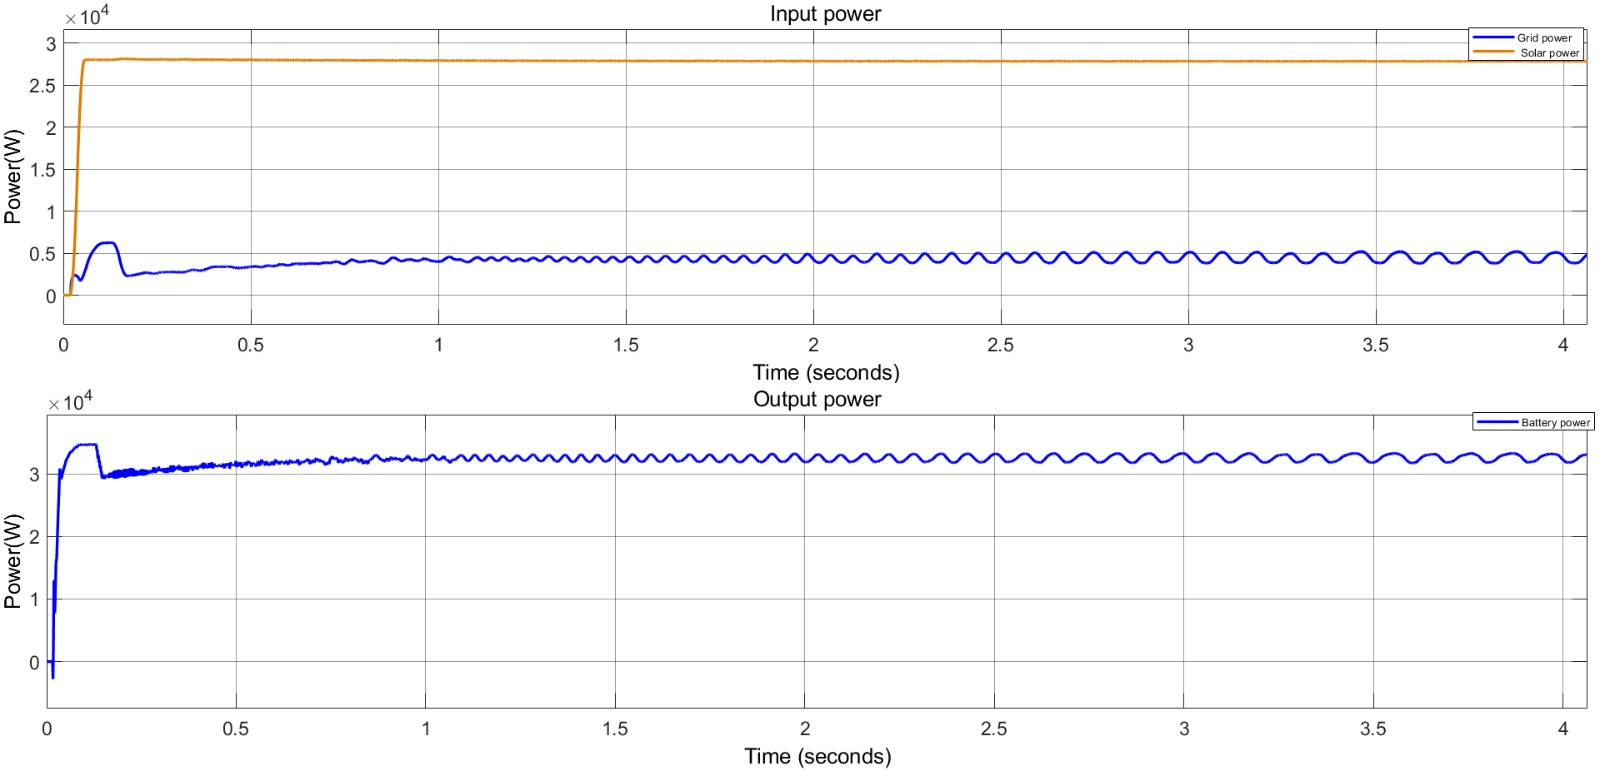 Input power
×10⁴
Grid power
Solar power
3
2.5
2
1.5
1
0.5
0
Power(W)
0 0.5 1 1.5 2 2.5 3 3.5 4
Time (seconds)
Output power
×10⁴
Battery power
3
2
1
0
Power(W)
0 0.5 1 1.5 2 2.5 3 3.5 4
Time (seconds)